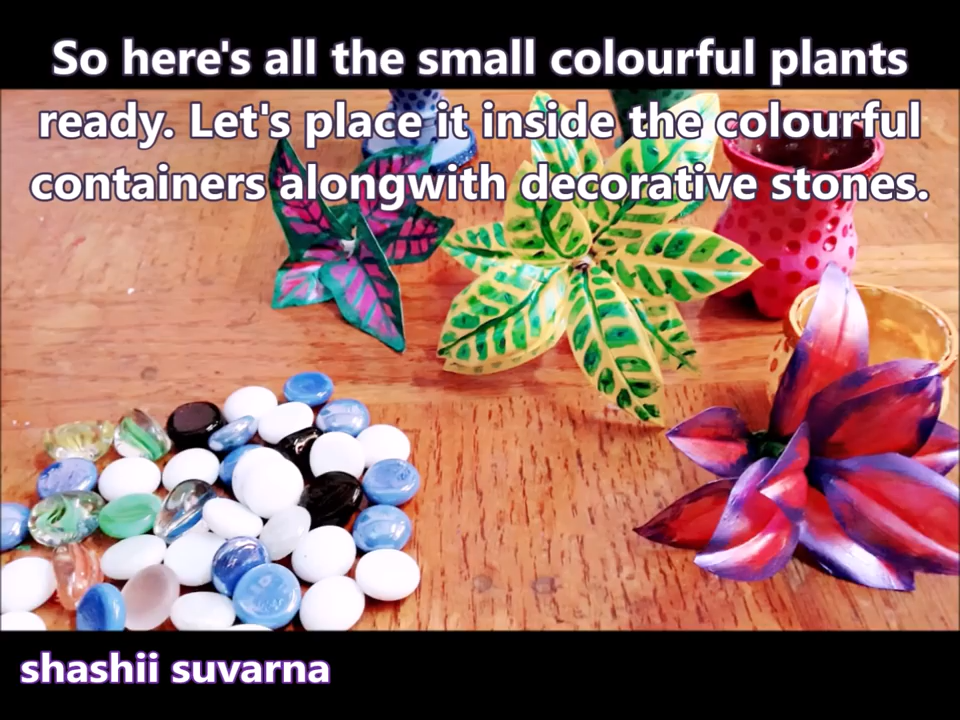 So here's all the small colourful plants
ready. Let's place it inside the colourful
containers alongwith decorative stones.
shashii suvarna